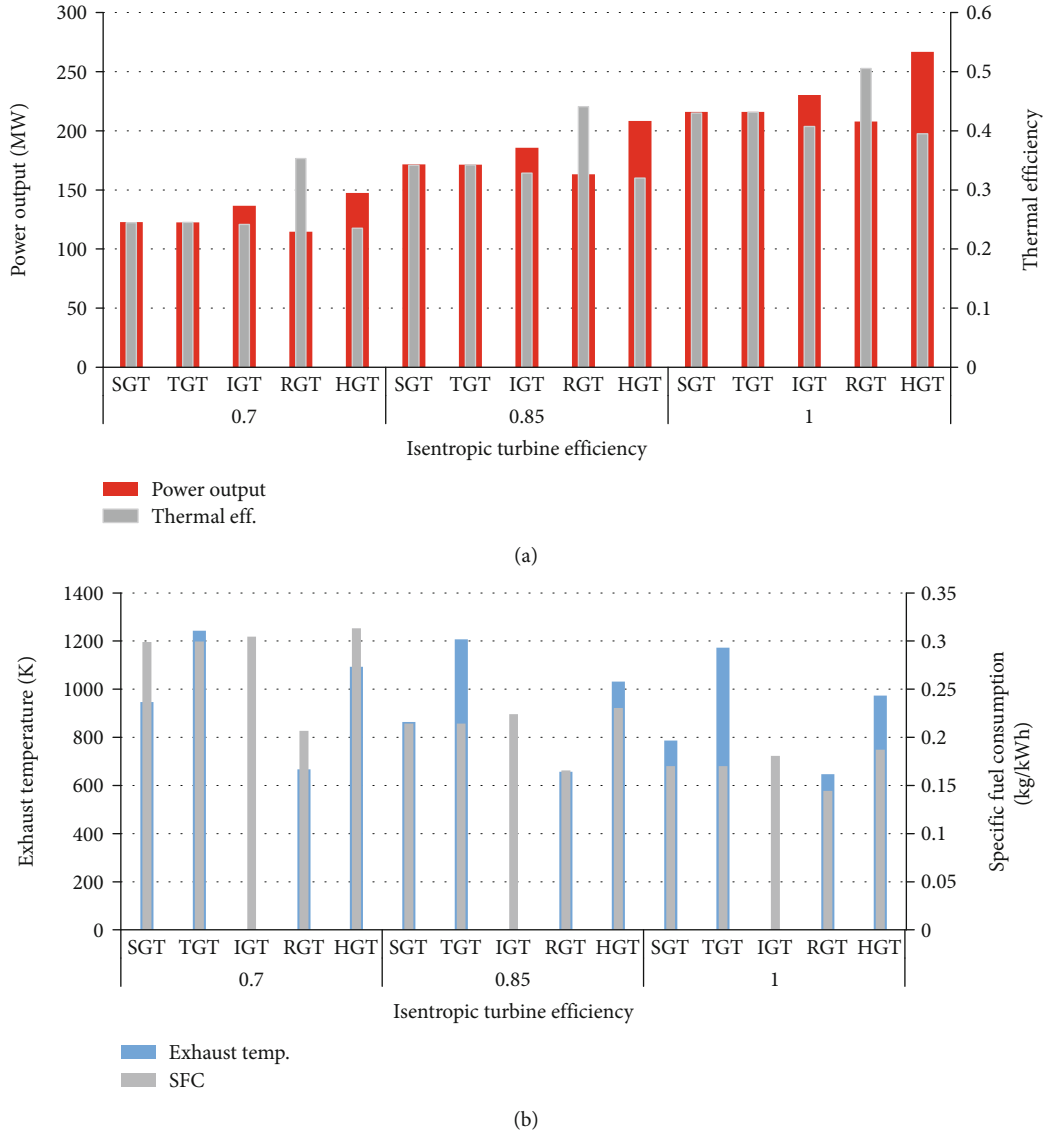 300
250
200
150
100
50
0
Power output (MW)
0.6
0.5
0.4
0.3
0.2
0.1
0
Thermal efficiency
SGT TGT IGT RGT HGT SGT TGT IGT RGT HGT SGT TGT IGT RGT HGT
0.7 0.85 1
Isentropic turbine efficiency
Power output
Thermal eff.
(a)
1400
1200
1000
800
600
400
200
0
Exhaust temperature (K)
0.35
0.3
0.25
0.2
0.15
0.1
0.05
0
Specific fuel consumption
(kg/kWh)
SGT TGT IGT RGT HGT SGT TGT IGT RGT HGT SGT TGT IGT RGT HGT
0.7 0.85 1
Isentropic turbine efficiency
Exhaust temp.
SFC
(b)